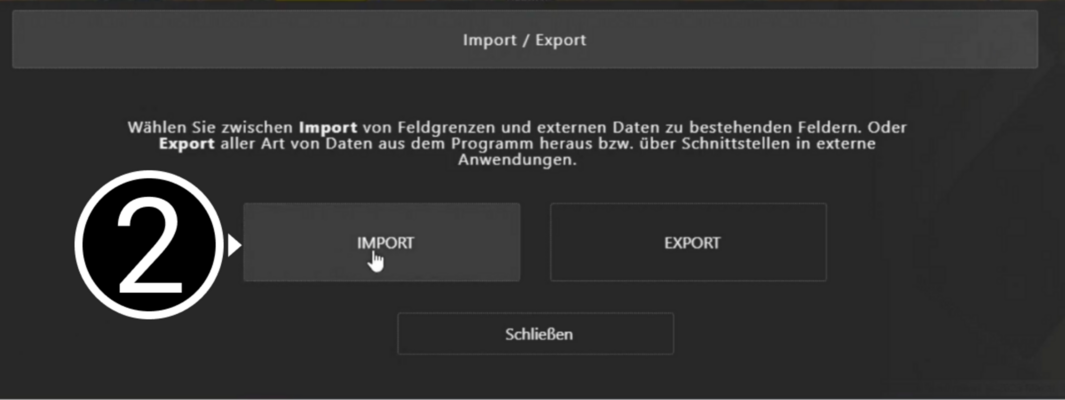 Import / Export
Wählen Sie zwischen Import von Feldgrenzen und externen Daten zu bestehenden Feldern. Oder
Export aller Art von Daten aus dem Programm heraus bzw. über Schnittstellen in externe
Anwendungen.
2
IMPORT
EXPORT
Schließen